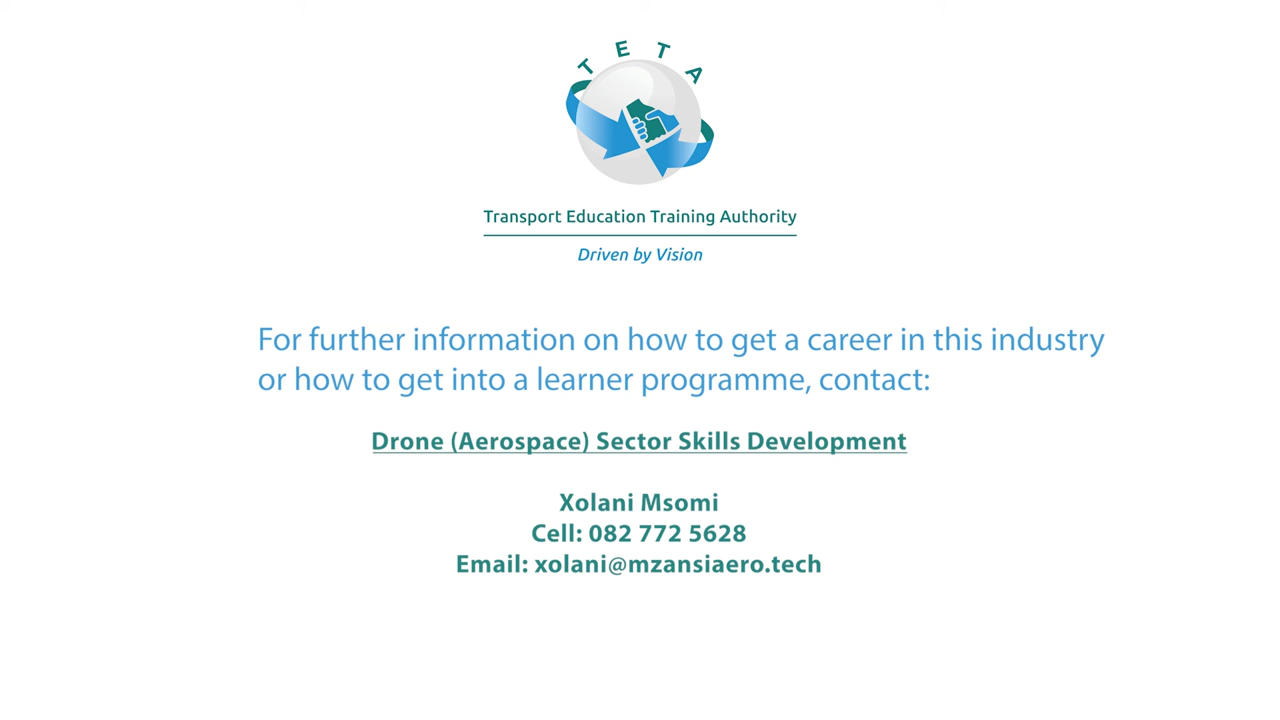 TETA
Transport Education Training Authority
Driven by Vision
For further information on how to get a career in this industry
or how to get into a learner programme, contact:
Drone (Aerospace) Sector Skills Development
Xolani Msomi
Cell: 082 772 5628
Email: xolani@mzansiaero.tech